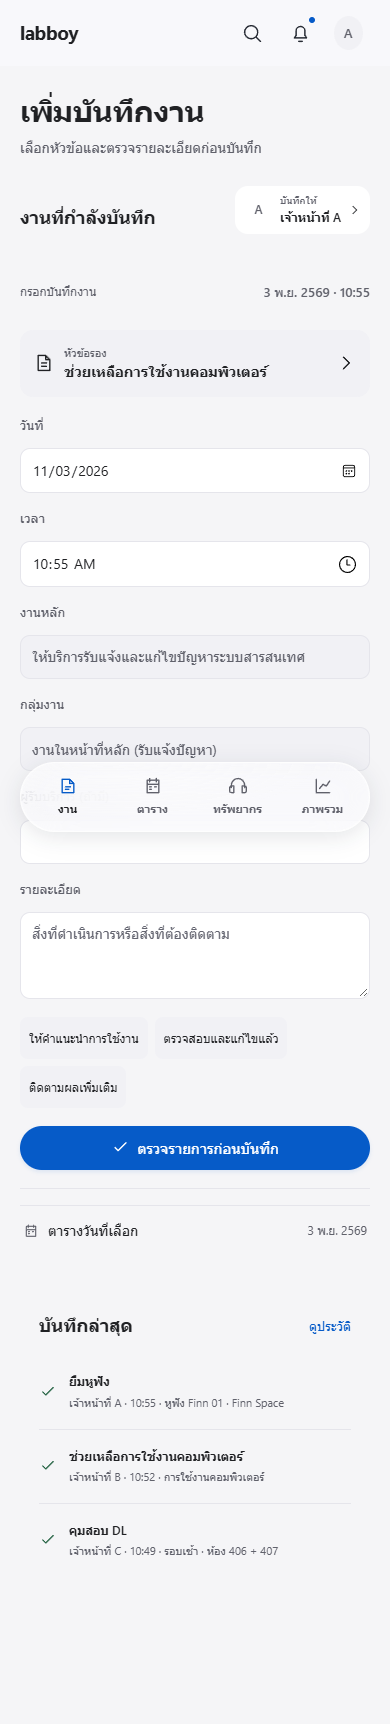 labboy
A
เพิ่มบันทึกงาน
เลือกหัวข้อและตรวจรายละเอียดก่อนบันทึก
งานที่กำลังบันทึก
A
บันทึกให้
เจ้าหน้าที่ A
กรอกบันทึกงาน
3 พ.ย. 2569 · 10:55
หัวข้อรอง
ช่วยเหลือการใช้งานคอมพิวเตอร์
วันที่
11/03/2026
เวลา
10:55 AM
งานหลัก
ให้บริการรับแจ้งและแก้ไขปัญหาระบบสารสนเทศ
กลุ่มงาน
งานในหน้าที่หลัก (รับแจ้งปัญหา)
งาน
ตาราง
ทรัพยากร
ภาพรวม
รายละเอียด
สิ่งที่ดำเนินการหรือสิ่งที่ต้องติดตาม
ให้คำแนะนำการใช้งาน
ตรวจสอบและแก้ไขแล้ว
ติดตามผลเพิ่มเติม
ตรวจรายการก่อนบันทึก
ตารางวันที่เลือก
3 พ.ย. 2569
บันทึกล่าสุด
ดูประวัติ
ยืมหูฟัง
เจ้าหน้าที่ A · 10:55 · หูฟัง Finn 01 · Finn Space
ช่วยเหลือการใช้งานคอมพิวเตอร์
เจ้าหน้าที่ B · 10:52 · การใช้งานคอมพิวเตอร์
คุมสอบ DL
เจ้าหน้าที่ C · 10:49 · รอบเช้า · ห้อง 406 + 407